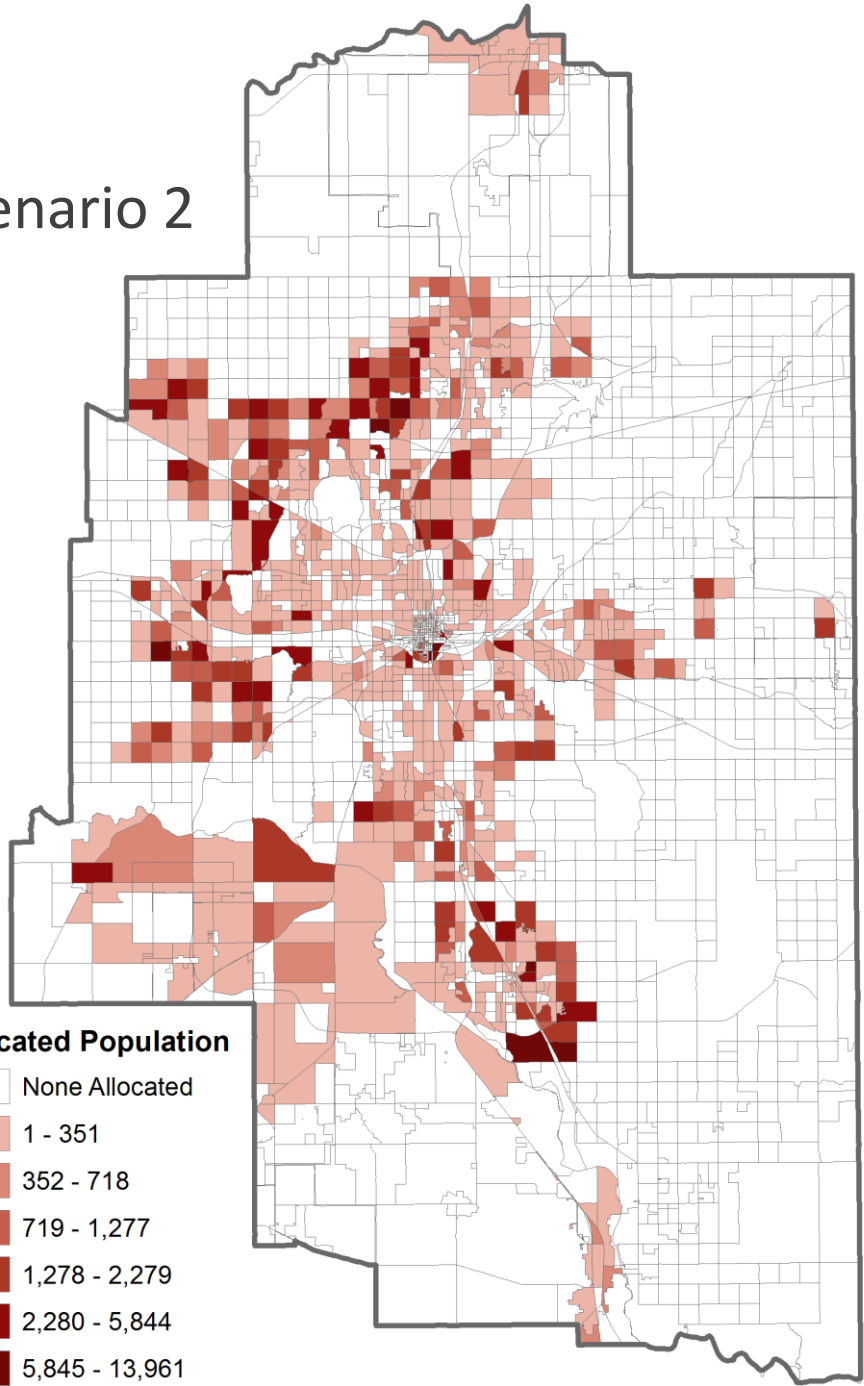 enario 2
cated Population
None Allocated
1 - 351
352 - 718
719 - 1,277
1,278 - 2,279
2,280 - 5,844
5,845 - 13,961